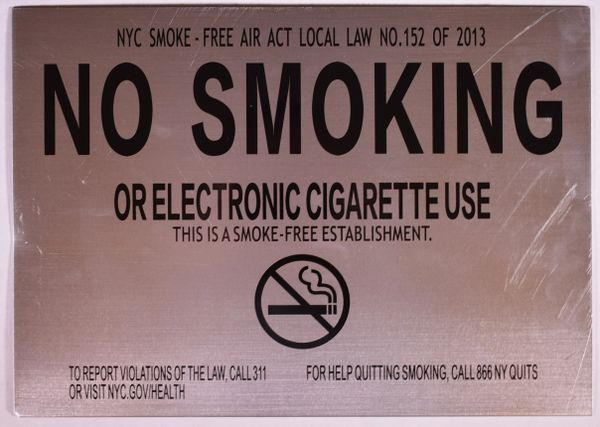 NYC SMOKE - FREE AIR ACT LOCAL LAW NO.152 OF 2013
NO SMOKING
OR ELECTRONIC CIGARETTE USE
THIS IS A SMOKE-FREE ESTABLISHMENT.
TO REPORT VIOLATIONS OF THE LAW, CALL 311
OR VISIT NYC.GOV/HEALTH
FOR HELP QUITTING SMOKING, CALL 866 NY QUITS